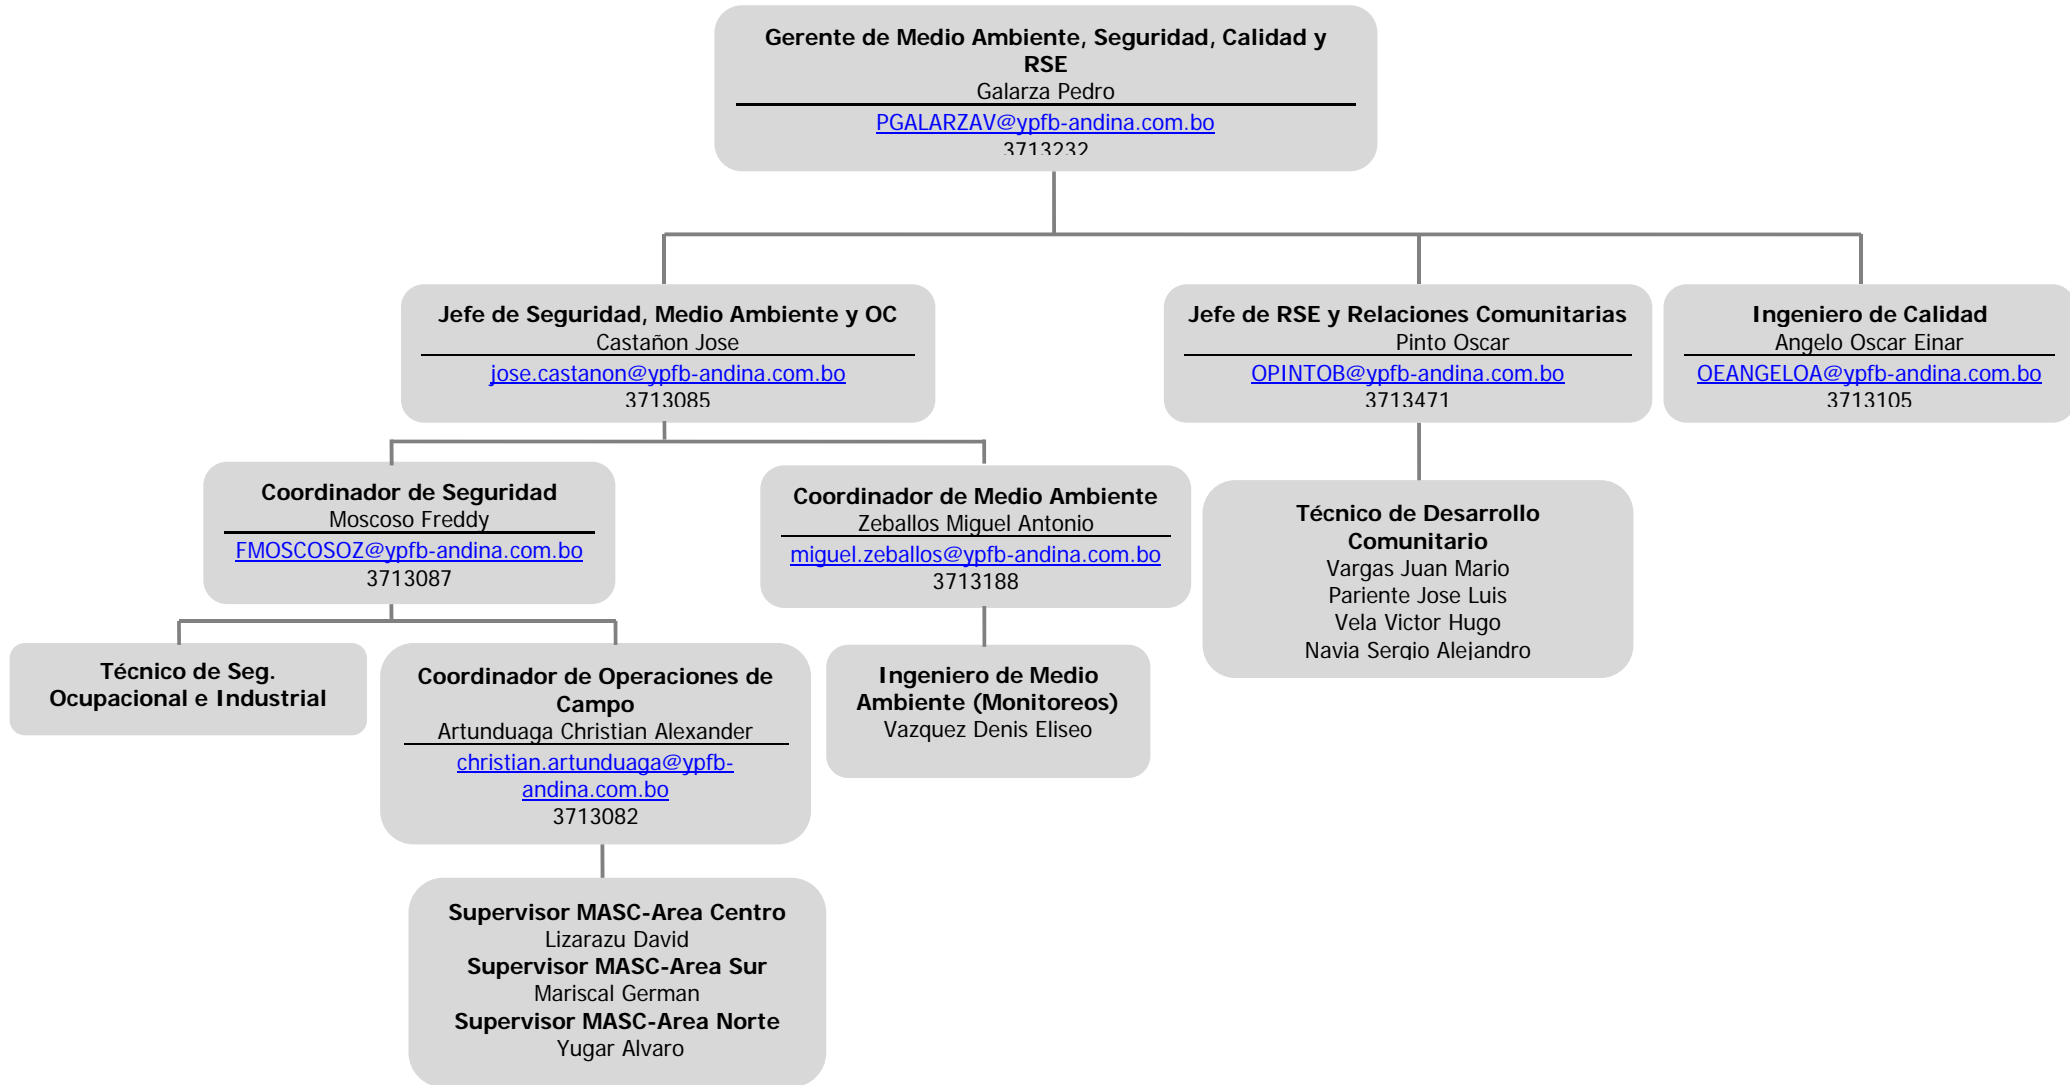 Gerente de Medio Ambiente, Seguridad, Calidad y
RSE
Galarza Pedro
PGALARZAV@ypfb-andina.com.bo
3713232
Jefe de Seguridad, Medio Ambiente y OC
Castañon Jose
jose.castanon@ypfb-andina.com.bo
3713085
Jefe de RSE y Relaciones Comunitarias
Pinto Oscar
OPINTOB@ypfb-andina.com.bo
3713471
Ingeniero de Calidad
Angelo Oscar Einar
OEANGELOA@ypfb-andina.com.bo
3713105
Coordinador de Seguridad
Moscoso Freddy
FMOSCOSOZ@ypfb-andina.com.bo
3713087
Coordinador de Medio Ambiente
Zeballos Miguel Antonio
miguel.zeballos@ypfb-andina.com.bo
3713188
Técnico de Desarrollo
Comunitario
Vargas Juan Mario
Pariente Jose Luis
Vela Victor Hugo
Navia Sergio Alejandro
Técnico de Seg.
Ocupacional e Industrial
Coordinador de Operaciones de
Campo
Artunduaga Christian Alexander
christian.artunduaga@ypfb-
andina.com.bo
3713082
Ingeniero de Medio
Ambiente (Monitoreos)
Vazquez Denis Eliseo
Supervisor MASC-Area Centro
Lizarazu David
Supervisor MASC-Area Sur
Mariscal German
Supervisor MASC-Area Norte
Yugar Alvaro